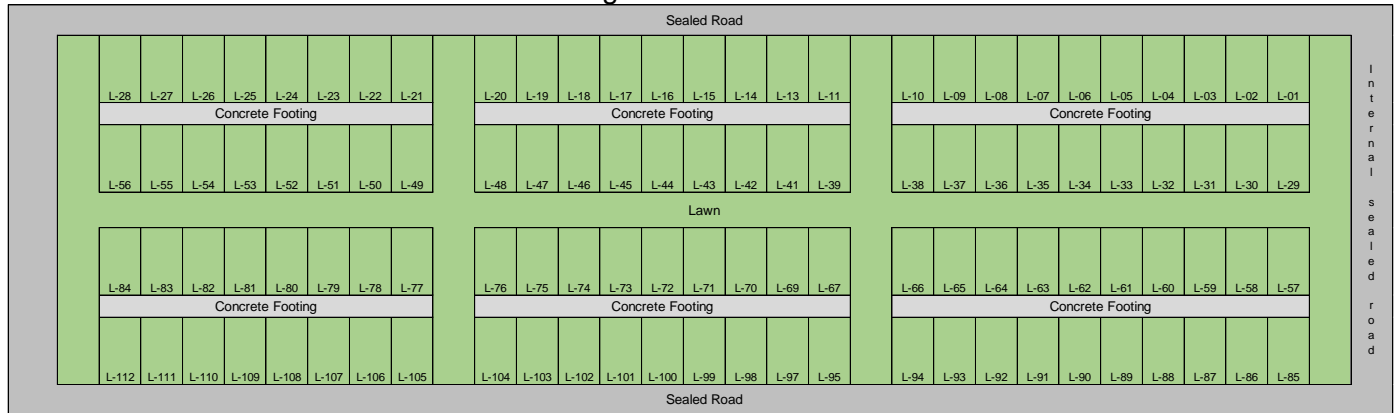 Sealed Road
L-28 L-27 L-26 L-25 L-24 L-23 L-22 L-21 L-20 L-19 L-18 L-17 L-16 L-15 L-14 L-13 L-11 L-10 L-09 L-08 L-07 L-06 L-05 L-04 L-03 L-02 L-01
Concrete Footing Concrete Footing Concrete Footing
L-56 L-55 L-54 L-53 L-52 L-51 L-50 L-49 L-48 L-47 L-46 L-45 L-44 L-43 L-42 L-41 L-39 L-38 L-37 L-36 L-35 L-34 L-33 L-32 L-31 L-30 L-29
Lawn
L-84 L-83 L-82 L-81 L-80 L-79 L-78 L-77 L-76 L-75 L-74 L-73 L-72 L-71 L-70 L-69 L-67 L-66 L-65 L-64 L-63 L-62 L-61 L-60 L-59 L-58 L-57
Concrete Footing Concrete Footing Concrete Footing
L-112 L-111 L-110 L-109 L-108 L-107 L-106 L-105 L-104 L-103 L-102 L-101 L-100 L-99 L-98 L-97 L-95 L-94 L-93 L-92 L-91 L-90 L-89 L-88 L-87 L-86 L-85
Sealed Road
Internal sealed road